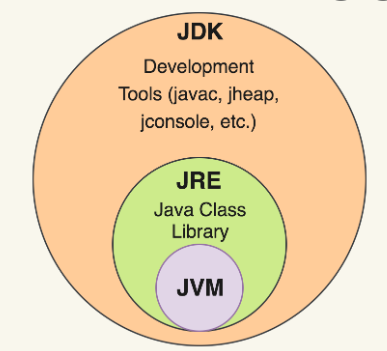 JDK
Development
Tools (javac, jheap,
jconsole, etc.)
JRE
Java Class
Library
JVM